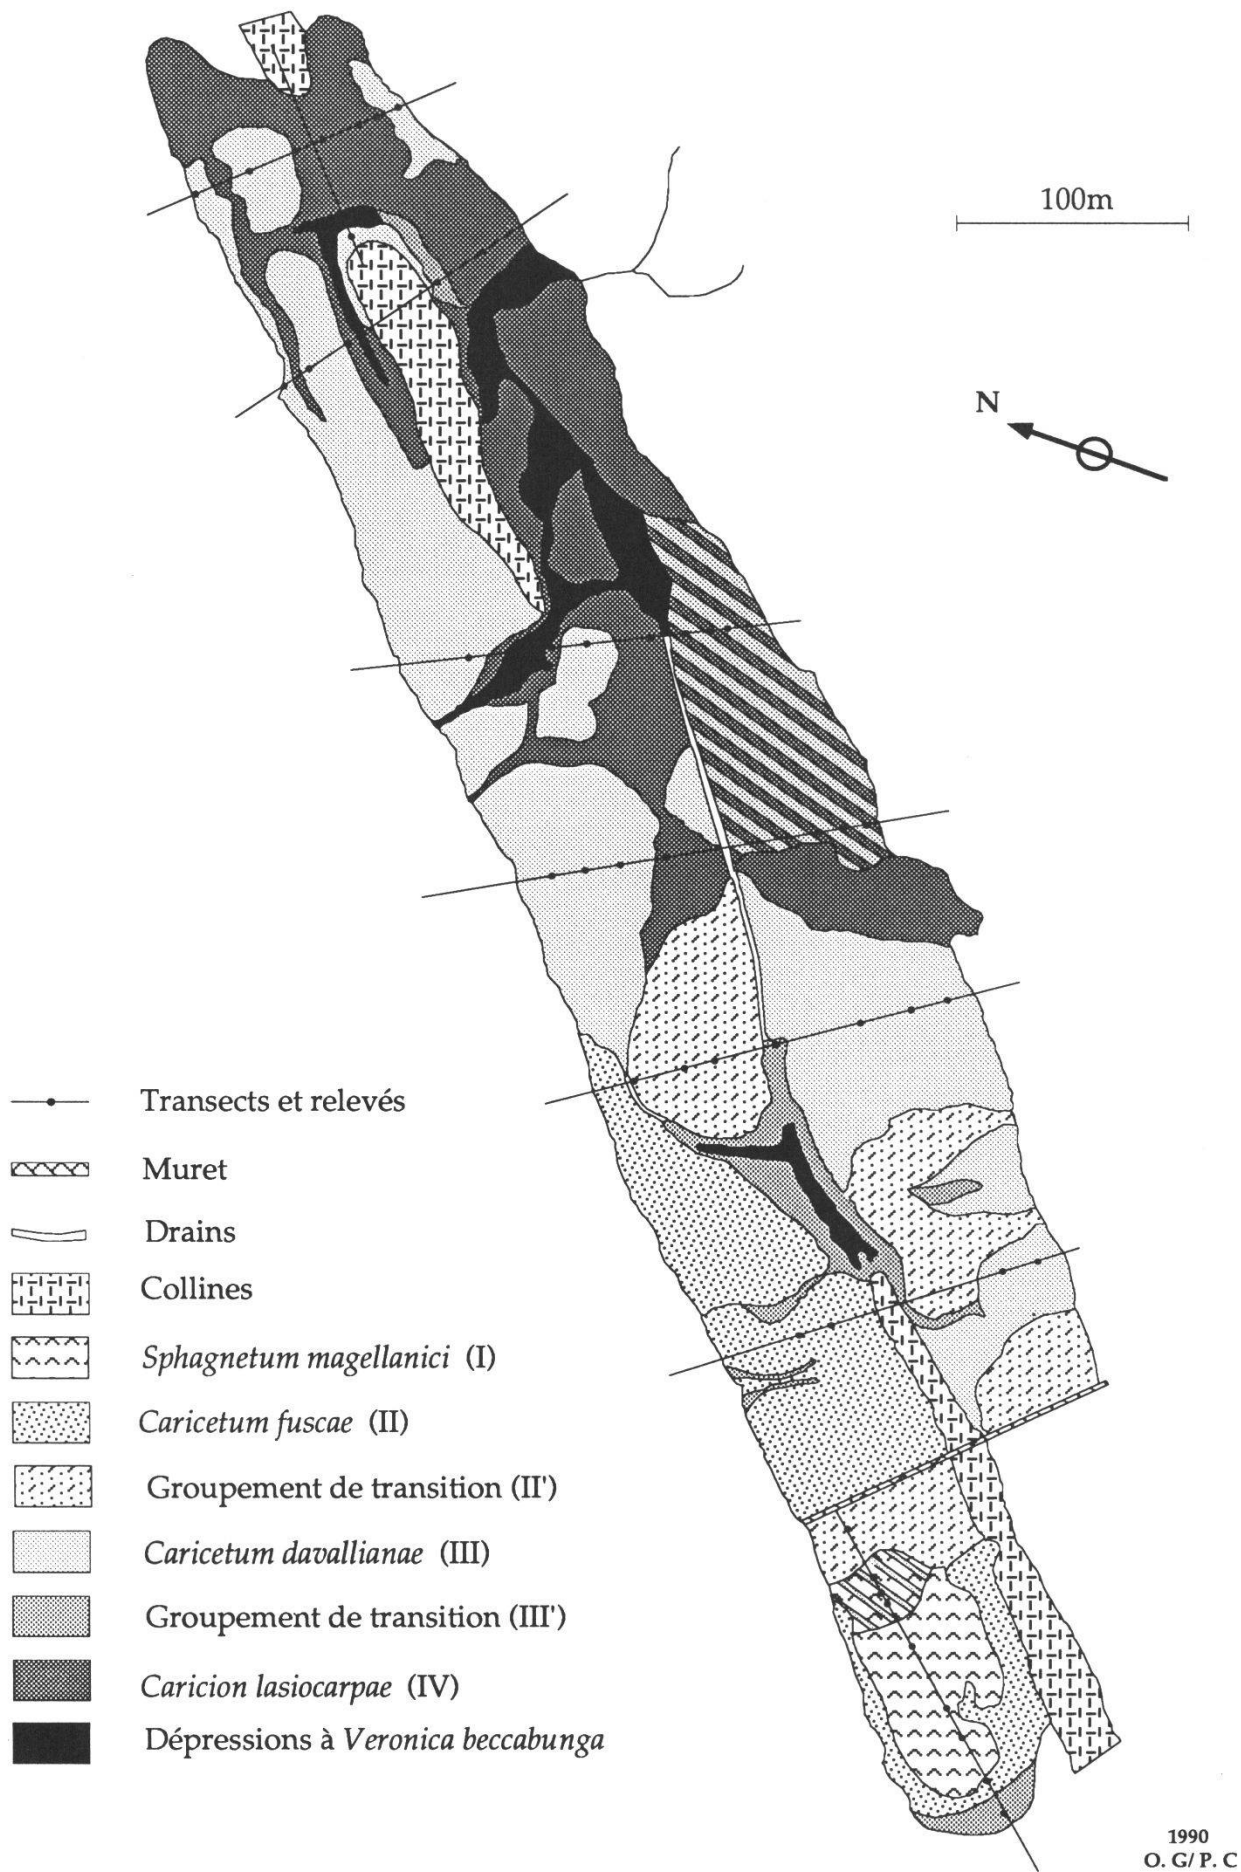 100m
N
Transects et relevés
Muret
Drains
Collines
Sphagnetum magellanici (I)
Caricetum fuscae (II)
Groupement de transition (II')
Caricetum davallianae (III)
Groupement de transition (III')
Caricion lasiocarpae (IV)
Dépressions à Veronica beccabunga
1990
O. G/ P. C